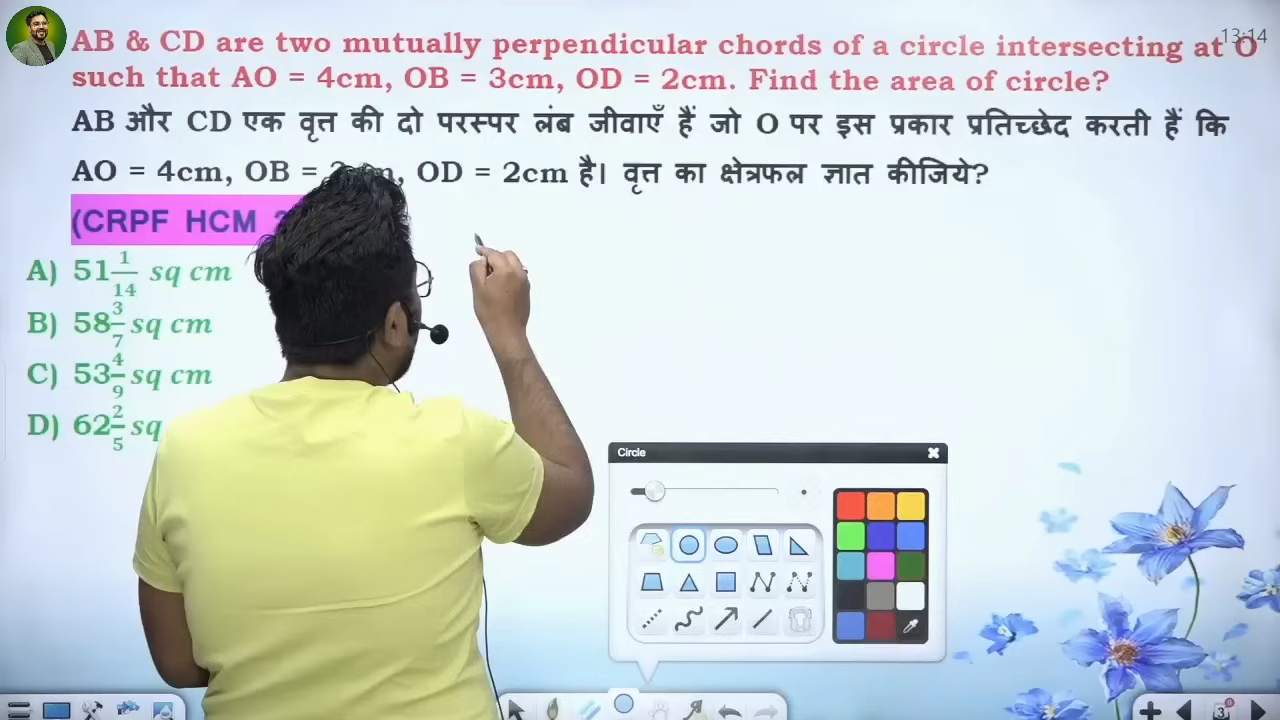 13:14
AB & CD are two mutually perpendicular chords of a circle intersecting at O
such that AO = 4cm, OB = 3cm, OD = 2cm. Find the area of circle?
AB और CD एक वृत्त की दो परस्पर लंब जीवाएँ हैं जो O पर इस प्रकार प्रतिच्छेद करती हैं कि
AO = 4cm, OB = OD = 2cm है। वृत्त का क्षेत्रफल ज्ञात कीजिये?
(CRPF HCM
A) 51 1/14 sq cm
B) 58 3/7 sq cm
C) 53 4/9 sq cm
D) 62 2/5 sq
Circle
3